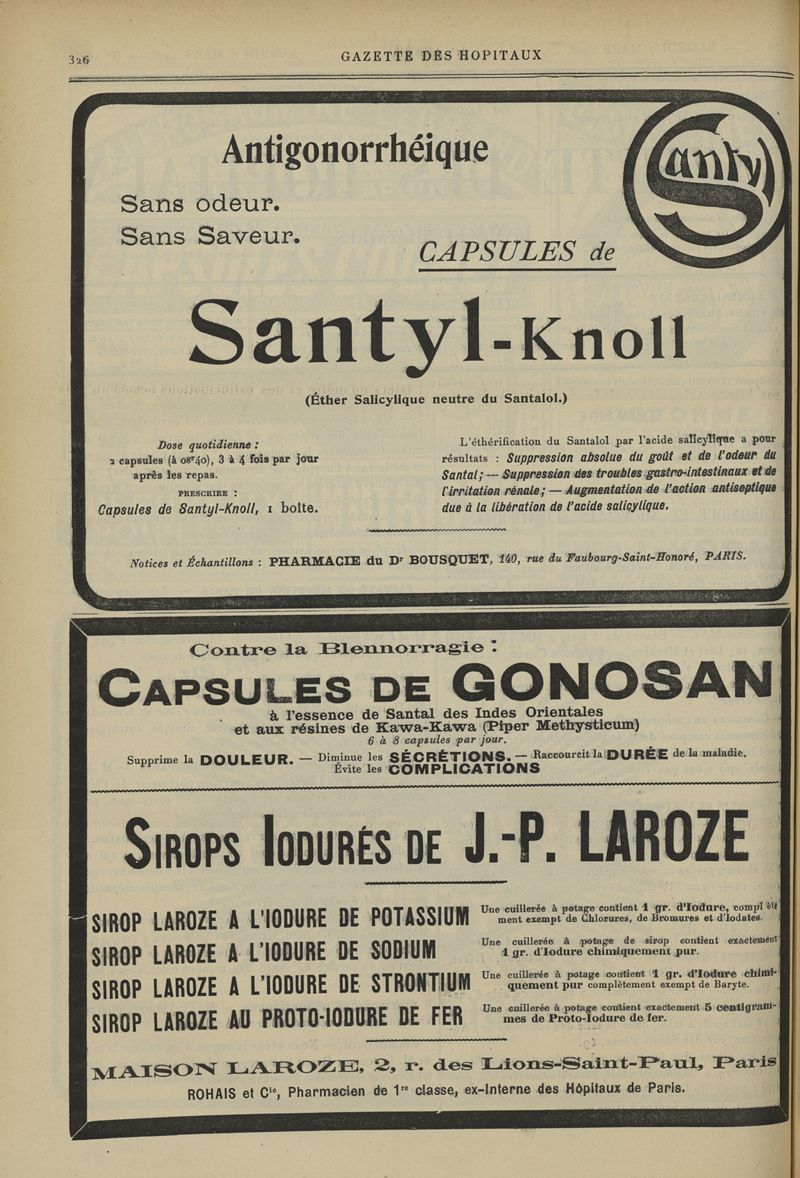 326
GAZETTE DES HOPITAUX
Antigonorrhéique
Santyl
Sans odeur.
Sans Saveur.
CAPSULES de
Santyl-Knoll
(Éther Salicylique neutre du Santalol.)
Dose quotidienne :
2 capsules (à 0gr40), 3 à 4 fois par jour
après les repas.
PRESCRIRE :
Capsules de Santyl-Knoll, 1 boîte.
L'éthérification du Santalol par l'acide salicylique a pour
résultats : Suppression absolue du goût et de l'odeur du
Santal; — Suppression des troubles gastro-intestinaux et de
l'irritation rénale; — Augmentation de l'action antiseptique
due à la libération de l'acide salicylique.
Notices et Échantillons : PHARMACIE du Dr BOUSQUET, 140, rue du Faubourg-Saint-Honoré, PARIS.
Contre la Blennorragie :
CAPSULES DE GONOSAN
à l'essence de Santal des Indes Orientales
et aux résines de Kawa-Kawa (Piper Methysticum)
6 à 8 capsules par jour.
Supprime la DOULEUR. — Diminue les SÉCRÉTIONS. — Raccourcit la DURÉE de la maladie.
Évite les COMPLICATIONS
SIROPS IODURÉS DE J.-P. LAROZE
SIROP LAROZE A L'IODURE DE POTASSIUM
Une cuillerée à potage contient 1 gr. d'Iodure, complète
ment exempt de Chlorures, de Bromures et d'Iodates.
SIROP LAROZE A L'IODURE DE SODIUM
Une cuillerée à potage de sirop contient exactement
1 gr. d'Iodure chimiquement pur.
SIROP LAROZE A L'IODURE DE STRONTIUM
Une cuillerée à potage contient 1 gr. d'Iodure chimi-
quement pur complètement exempt de Baryte.
SIROP LAROZE AU PROTO-IODURE DE FER
Une cuillerée à potage contient exactement 5 centigram-
mes de Proto-Iodure de fer.
MAISON LAROZE, 2, r. des Lions-Saint-Paul, Paris
ROHAIS et Cie, Pharmacien de 1re classe, ex-Interne des Hôpitaux de Paris.